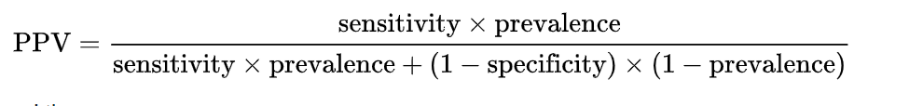 PPV = sensitivity × prevalence / sensitivity × prevalence + (1 − specificity) × (1 − prevalence)